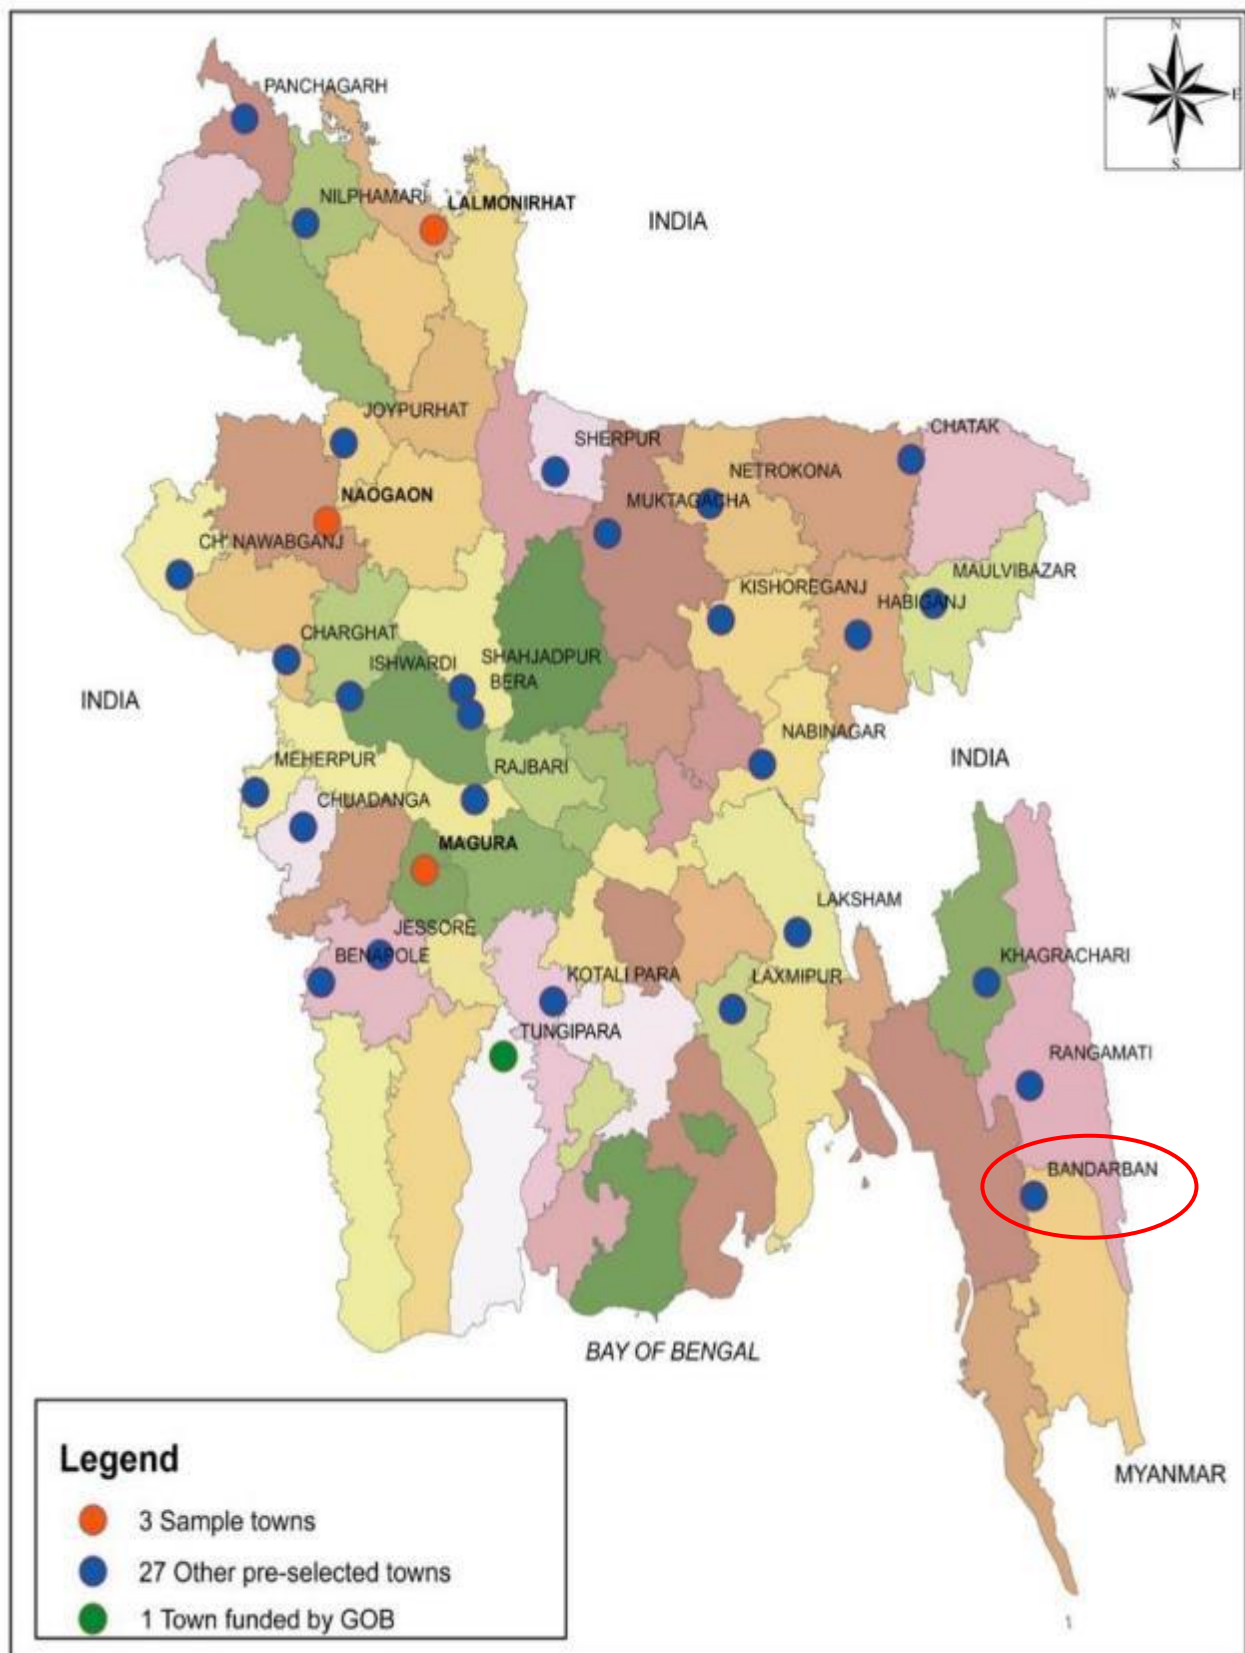 N
W
E
S
PANCHAGARH
NILPHAMARI
LALMONIRHAT
INDIA
JOYPURHAT
SHERPUR
CHATAK
NETROKONA
NAOGAON
MUKTAGACHA
CH' NAWABGANJ
MAULVIBAZAR
KISHOREGANJ
HABIGANJ
CHARGHAT
ISHWARDI
SHAHJADPUR
BERA
INDIA
NABINAGAR
MEHERPUR
RAJBARI
INDIA
CHUADANGA
MAGURA
LAKSHAM
JESSORE
BENAPOLE
KHAGRACHARI
KOTALI PARA
LAXMIPUR
TUNGIPARA
RANGAMATI
BANDARBAN
BAY OF BENGAL
MYANMAR
Legend
3 Sample towns
27 Other pre-selected towns
1 Town funded by GOB
1